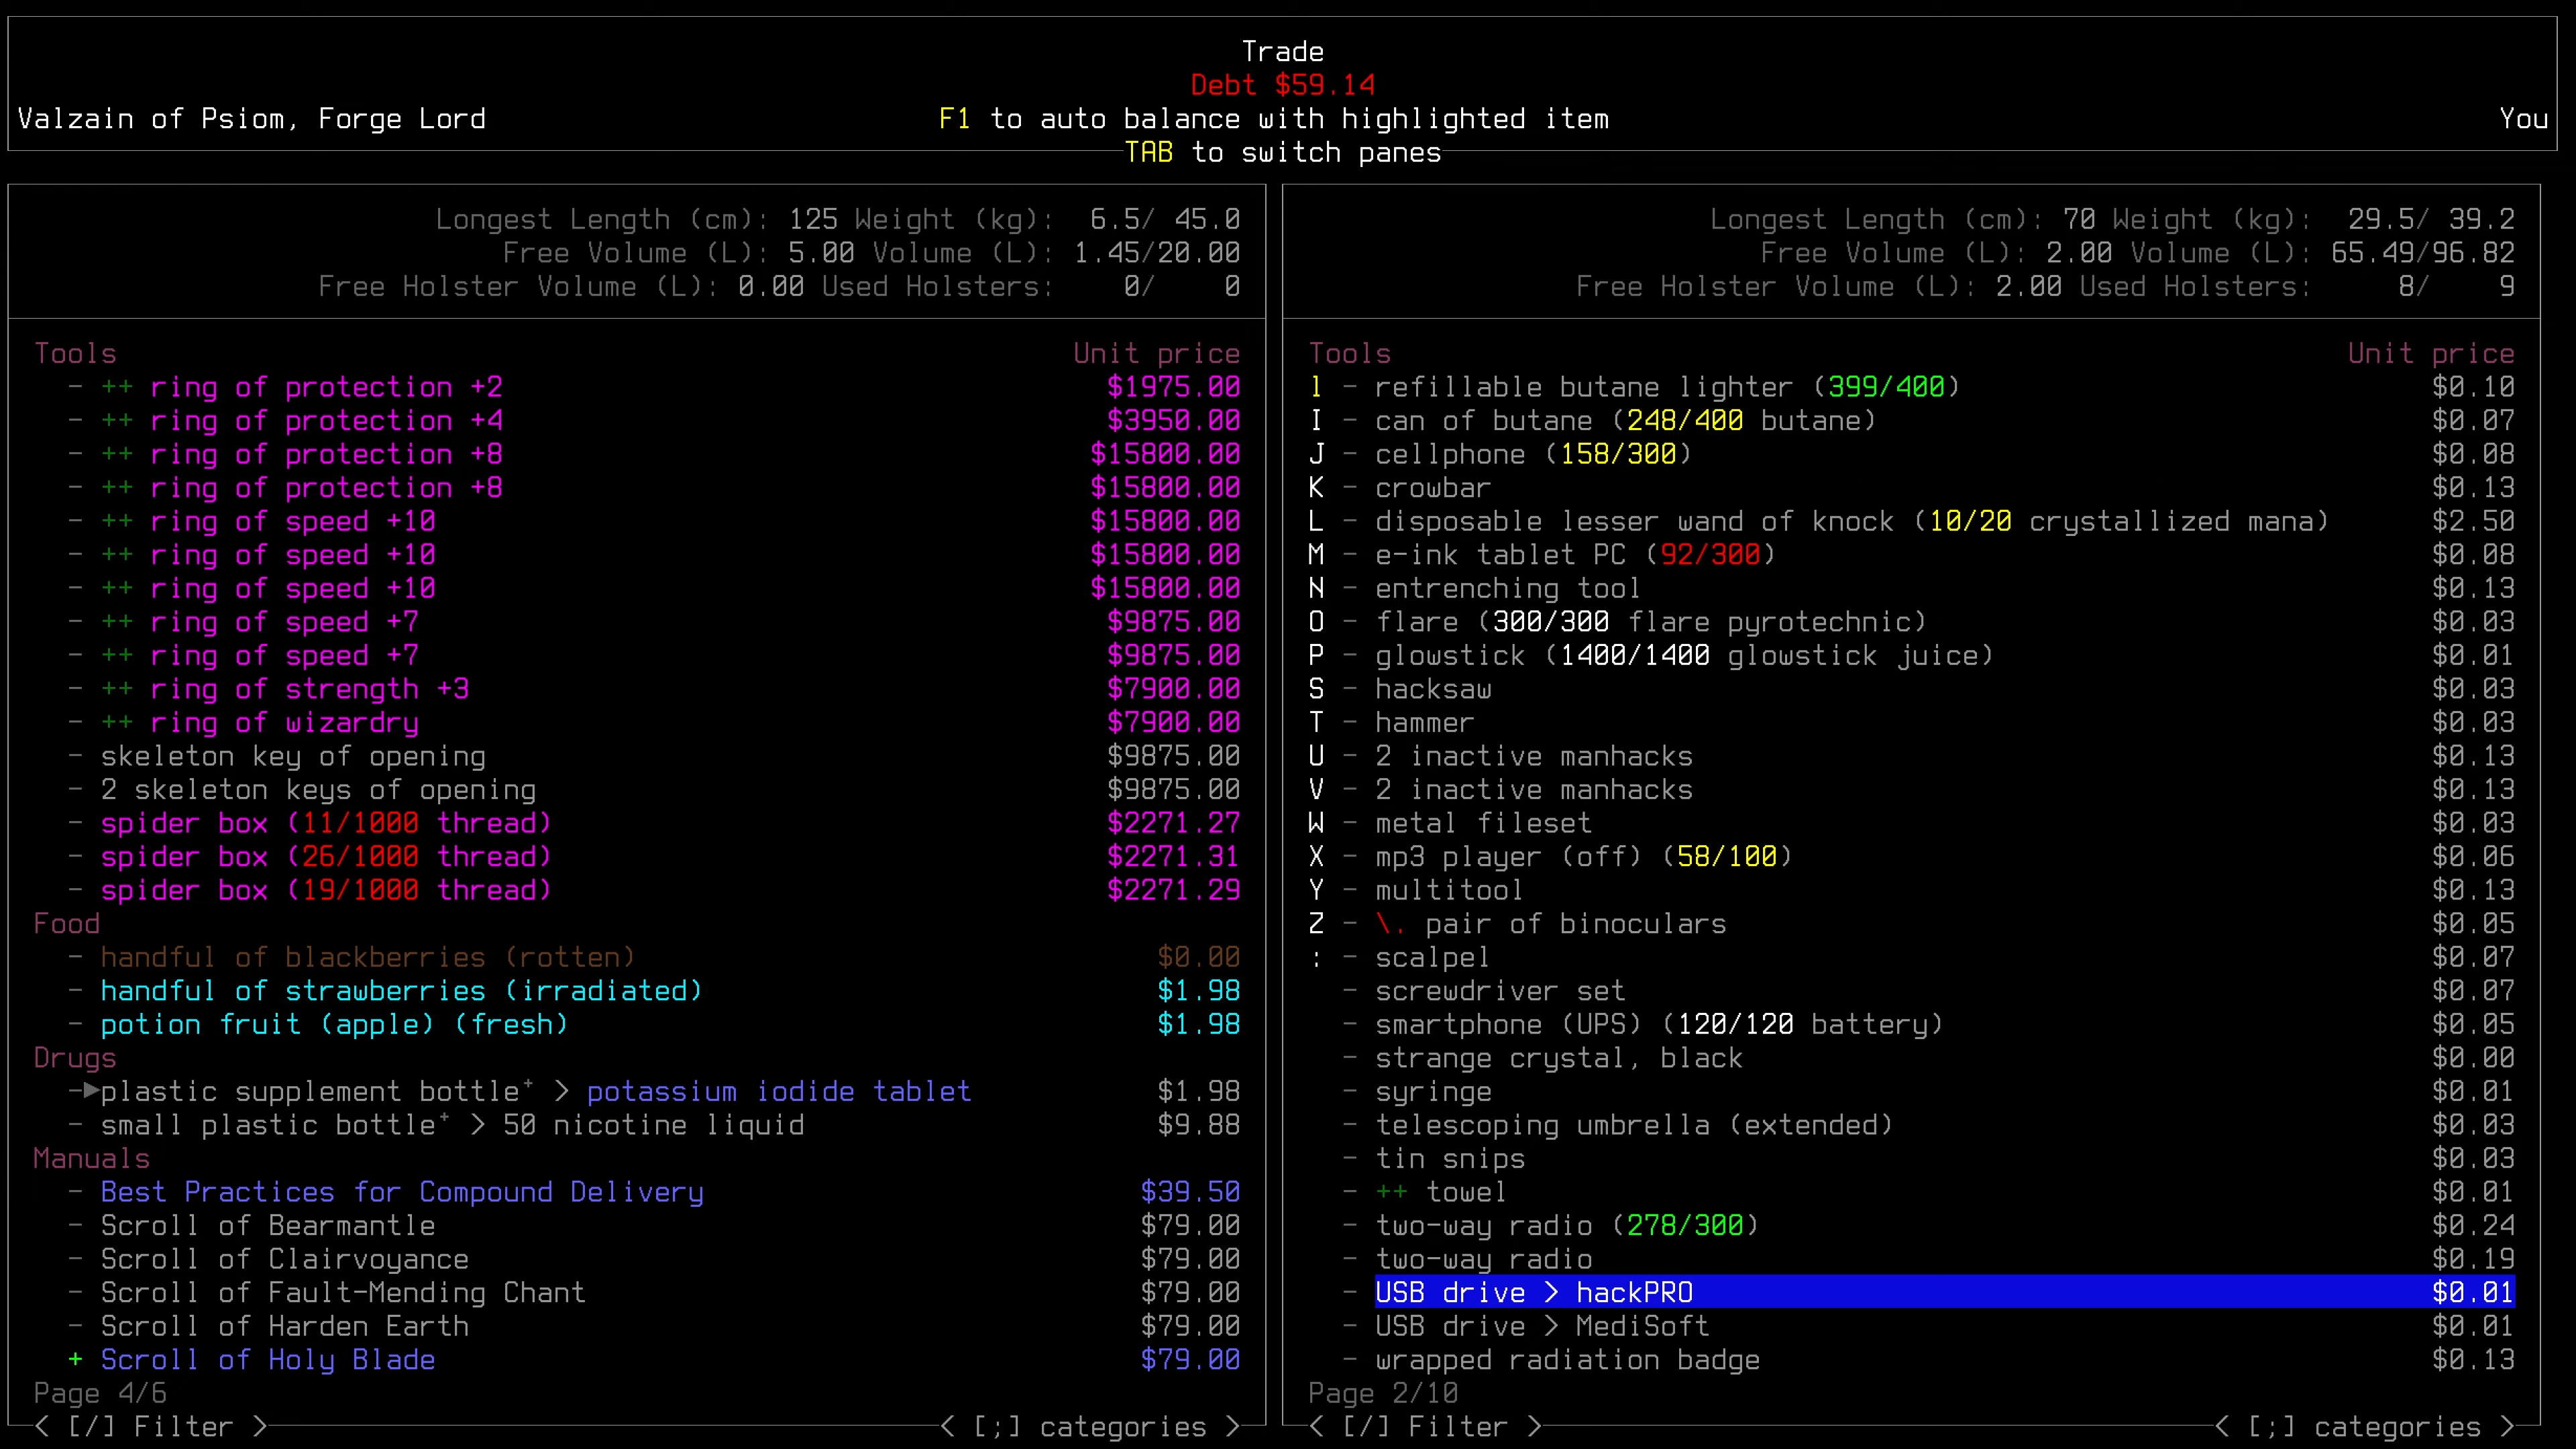 Trade
Debt $59.14
Valzain of Psiom, Forge Lord F1 to auto balance with highlighted item You
TAB to switch panes
Longest Length (cm): 125 Weight (kg): 6.5/ 45.0
Free Volume (L): 5.00 Volume (L): 1.45/20.00
Free Holster Volume (L): 0.00 Used Holsters: 0/ 0
Tools Unit price
- ++ ring of protection +2 $1975.00
- ++ ring of protection +4 $3950.00
- ++ ring of protection +8 $15800.00
- ++ ring of protection +8 $15800.00
- ++ ring of speed +10 $15800.00
- ++ ring of speed +10 $15800.00
- ++ ring of speed +10 $15800.00
- ++ ring of speed +7 $9875.00
- ++ ring of speed +7 $9875.00
- ++ ring of strength +3 $7900.00
- ++ ring of wizardry $7900.00
- skeleton key of opening $9875.00
- 2 skeleton keys of opening $9875.00
- spider box (11/1000 thread) $2271.27
- spider box (26/1000 thread) $2271.31
- spider box (19/1000 thread) $2271.29
Food
- handful of blackberries (rotten) $0.00
- handful of strawberries (irradiated) $1.98
- potion fruit (apple) (fresh) $1.98
Drugs
-▶plastic supplement bottle⁺ > potassium iodide tablet $1.98
- small plastic bottle⁺ > 50 nicotine liquid $9.88
Manuals
- Best Practices for Compound Delivery $39.50
- Scroll of Bearmantle $79.00
- Scroll of Clairvoyance $79.00
- Scroll of Fault-Mending Chant $79.00
- Scroll of Harden Earth $79.00
+ Scroll of Holy Blade $79.00
Page 4/6
< [/] Filter > < [;] categories >
Longest Length (cm): 70 Weight (kg): 29.5/ 39.2
Free Volume (L): 2.00 Volume (L): 65.49/96.82
Free Holster Volume (L): 2.00 Used Holsters: 8/ 9
Tools Unit price
l - refillable butane lighter (399/400) $0.10
I - can of butane (248/400 butane) $0.07
J - cellphone (158/300) $0.08
K - crowbar $0.13
L - disposable lesser wand of knock (10/20 crystallized mana) $2.50
M - e-ink tablet PC (92/300) $0.08
N - entrenching tool $0.13
O - flare (300/300 flare pyrotechnic) $0.03
P - glowstick (1400/1400 glowstick juice) $0.01
S - hacksaw $0.03
T - hammer $0.03
U - 2 inactive manhacks $0.13
V - 2 inactive manhacks $0.13
W - metal fileset $0.03
X - mp3 player (off) (58/100) $0.06
Y - multitool $0.13
Z - \. pair of binoculars $0.05
: - scalpel $0.07
- screwdriver set $0.07
- smartphone (UPS) (120/120 battery) $0.05
- strange crystal, black $0.00
- syringe $0.01
- telescoping umbrella (extended) $0.03
- tin snips $0.03
- ++ towel $0.01
- two-way radio (278/300) $0.24
- two-way radio $0.19
- USB drive > hackPRO $0.01
- USB drive > MediSoft $0.01
- wrapped radiation badge $0.13
Page 2/10
< [/] Filter > < [;] categories >